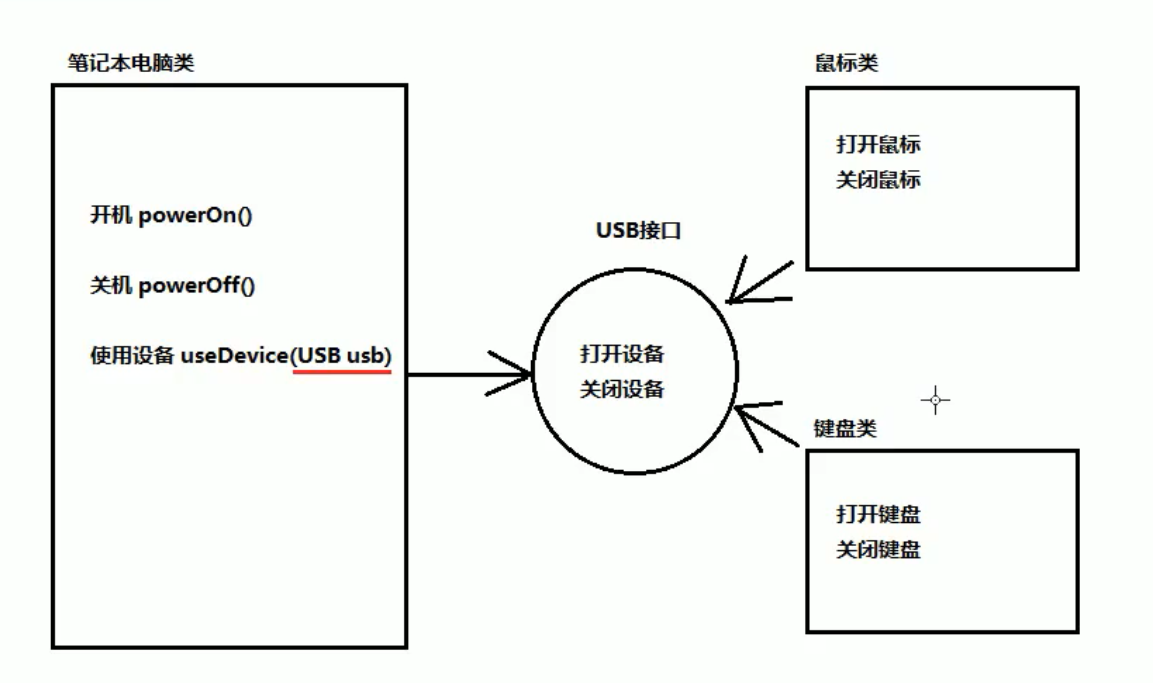 笔记本电脑类
开机 powerOn()
关机 powerOff()
使用设备 useDevice(USB usb)
USB接口
打开设备
关闭设备
鼠标类
打开鼠标
关闭鼠标
键盘类
打开键盘
关闭键盘